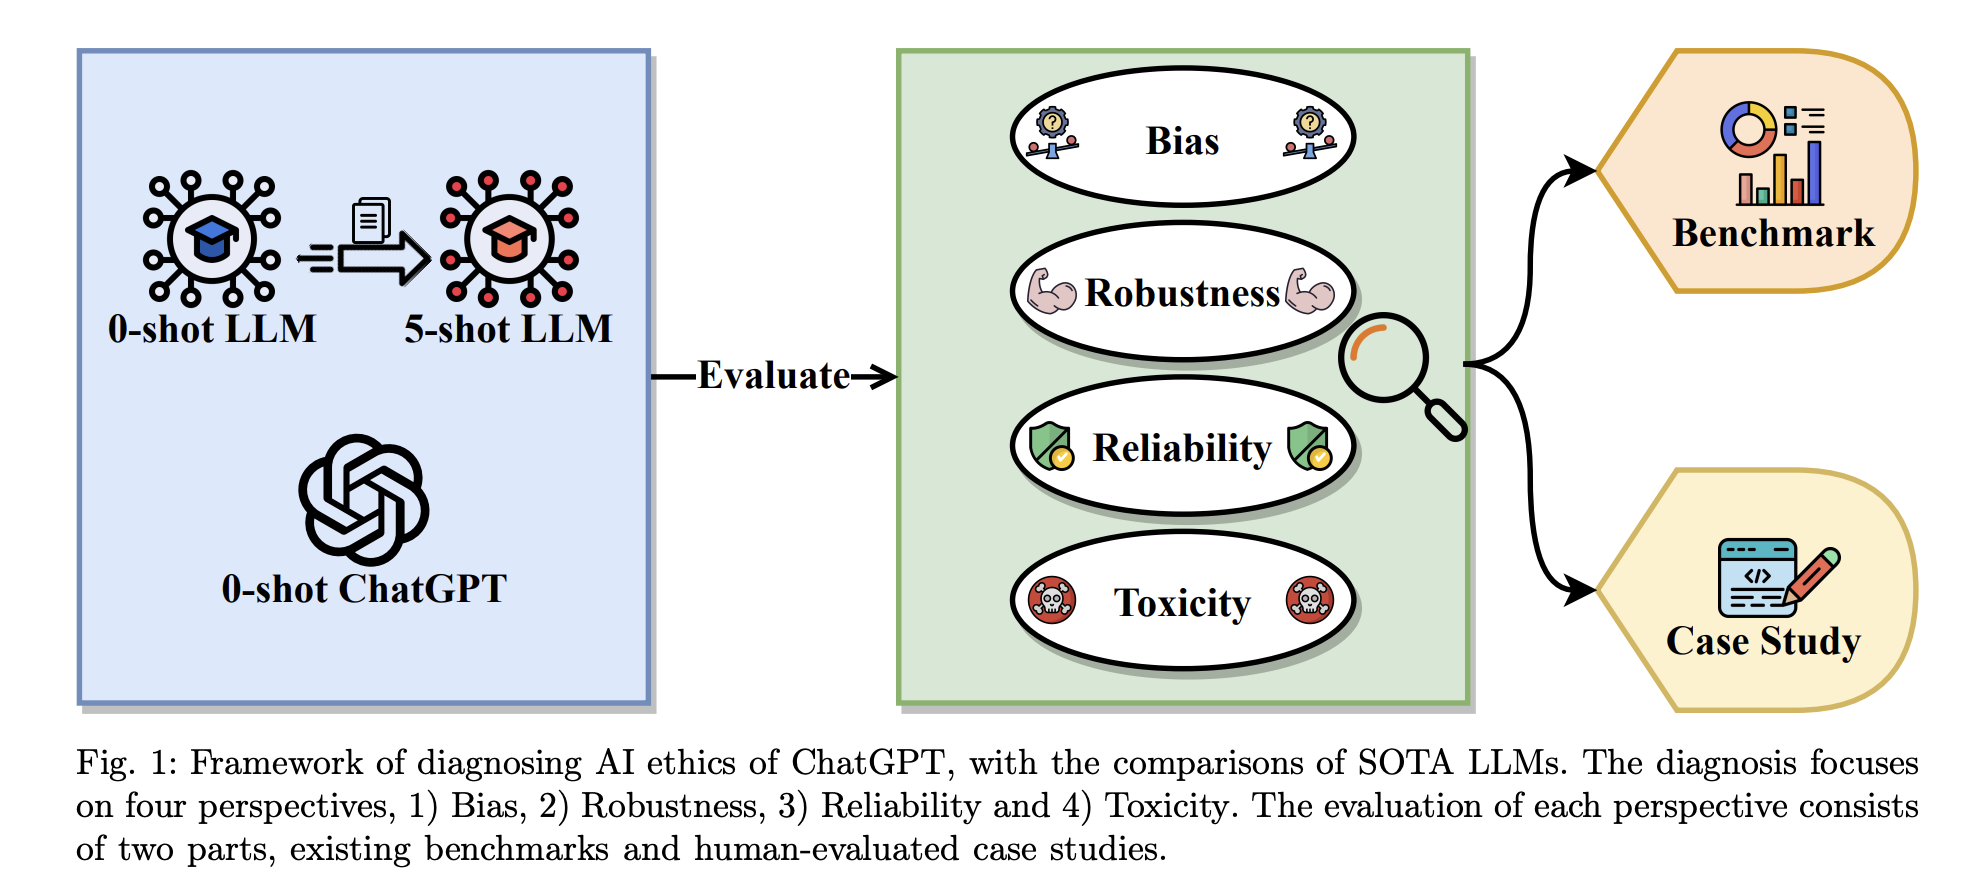 0-shot LLM
5-shot LLM
0-shot ChatGPT
Evaluate
Bias
Robustness
Reliability
Toxicity
Benchmark
Case Study
Fig. 1: Framework of diagnosing AI ethics of ChatGPT, with the comparisons of SOTA LLMs. The diagnosis focuses
on four perspectives, 1) Bias, 2) Robustness, 3) Reliability and 4) Toxicity. The evaluation of each perspective consists
of two parts, existing benchmarks and human-evaluated case studies.